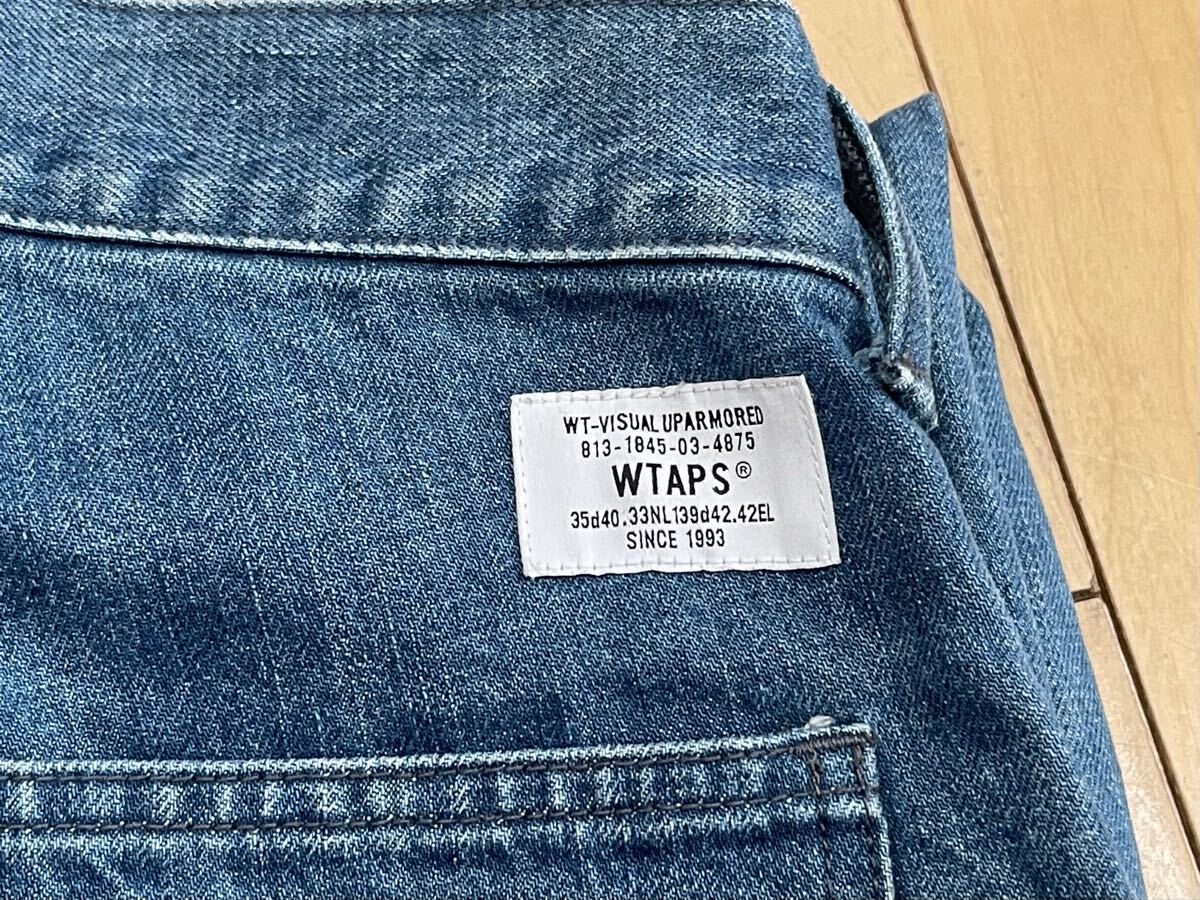 WT-VISUAL UPARMORED
813-1845-03-4875
WTAPS®
35d40.33NL139d42.42EL
SINCE 1993